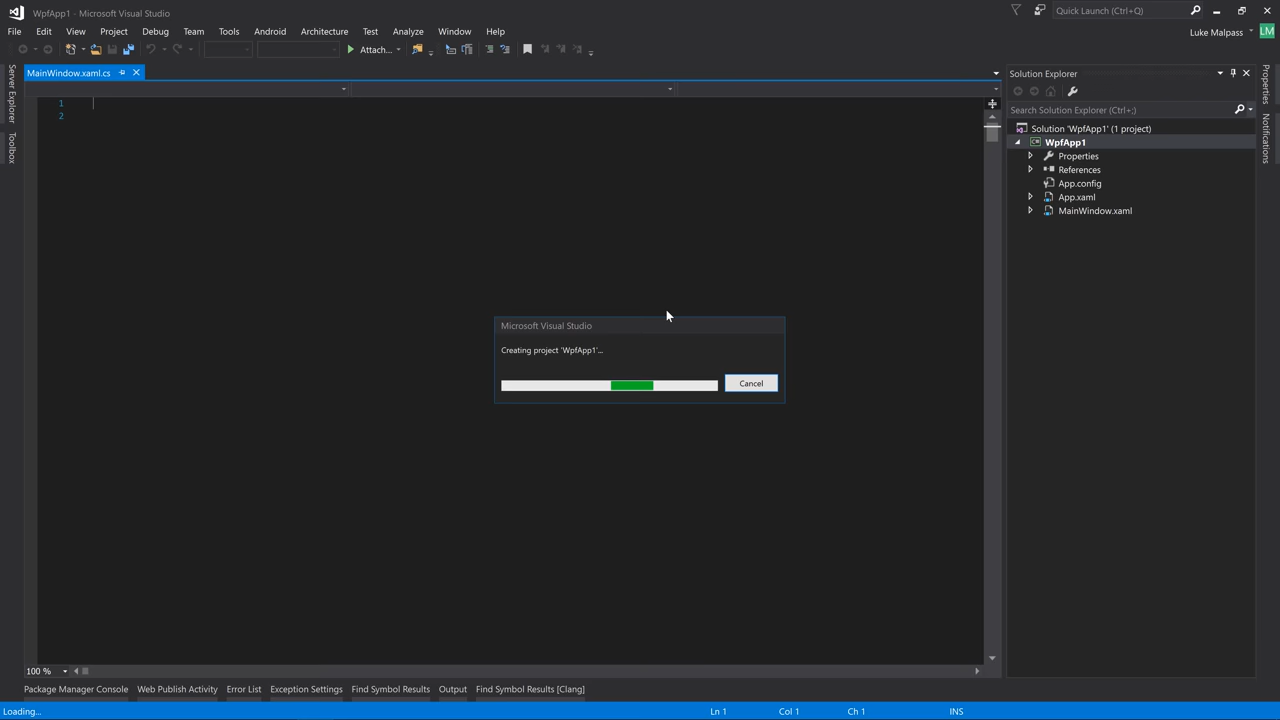 WpfApp1 - Microsoft Visual Studio
Quick Launch (Ctrl+Q)
File Edit View Project Debug Team Tools Android Architecture Test Analyze Window Help
Luke Malpass LM
Attach...
MainWindow.xaml.cs
Server Explorer
Toolbox
1
2
Solution Explorer
Search Solution Explorer (Ctrl+;)
Solution 'WpfApp1' (1 project)
C# WpfApp1
Properties
References
App.config
App.xaml
MainWindow.xaml
Properties
Notifications
Microsoft Visual Studio
Creating project 'WpfApp1'...
Cancel
100 %
Package Manager Console Web Publish Activity Error List Exception Settings Find Symbol Results Output Find Symbol Results [Clang]
Loading... Ln 1 Col 1 Ch 1 INS